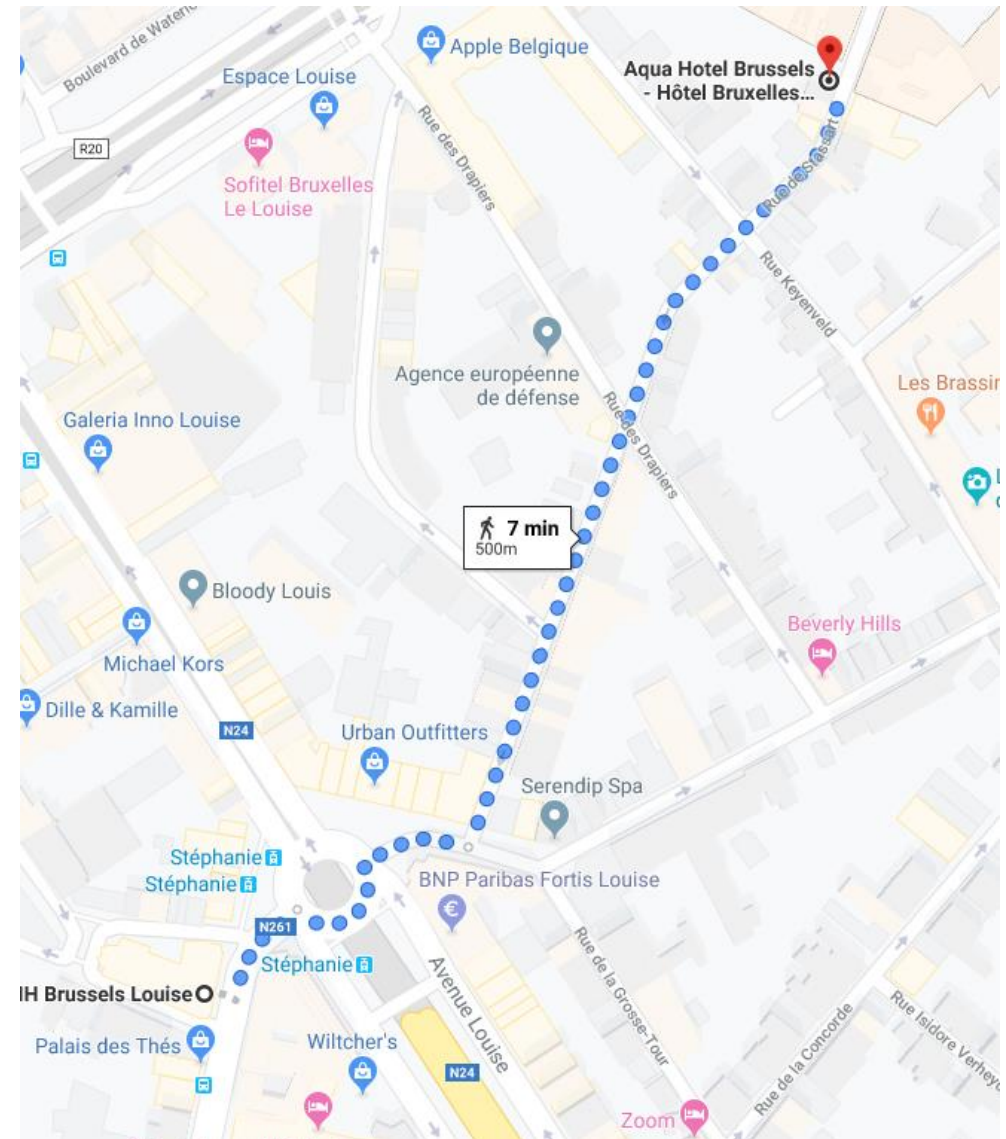 Boulevard de Waterl
Apple Belgique
Aqua Hotel Brussels
- Hôtel Bruxelles...
Espace Louise
R20
Rue des Drapiers
Rue de Stassart
Sofitel Bruxelles
Le Louise
Rue Keyenveld
Agence européenne
de défense
Les Brassir
Galeria Inno Louise
Rue des Drapiers
7 min
500m
Bloody Louis
Beverly Hills
Michael Kors
Dille & Kamille
N24
Urban Outfitters
Serendip Spa
Stéphanie
Stéphanie
BNP Paribas Fortis Louise
€
N261
Stéphanie
IH Brussels Louise
Avenue Louise
Rue de la Grosse-Tour
Rue de la Concorde
Rue Isidore Verheyd
Palais des Thés
Wiltcher's
N24
Zoom